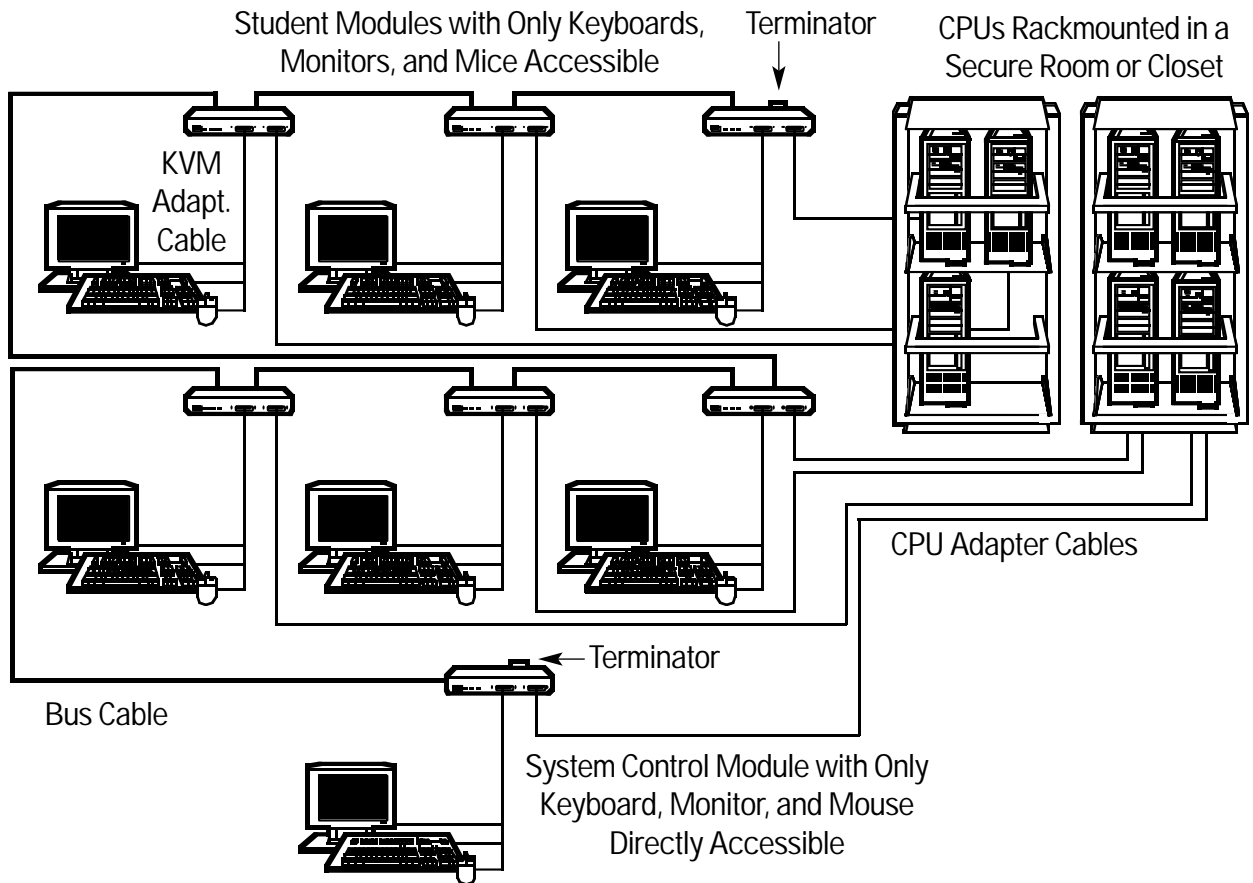 Student Modules with Only Keyboards,
Monitors, and Mice Accessible
Terminator
CPUs Rackmounted in a
Secure Room or Closet
KVM
Adapt.
Cable
CPU Adapter Cables
Terminator
Bus Cable
System Control Module with Only
Keyboard, Monitor, and Mouse
Directly Accessible